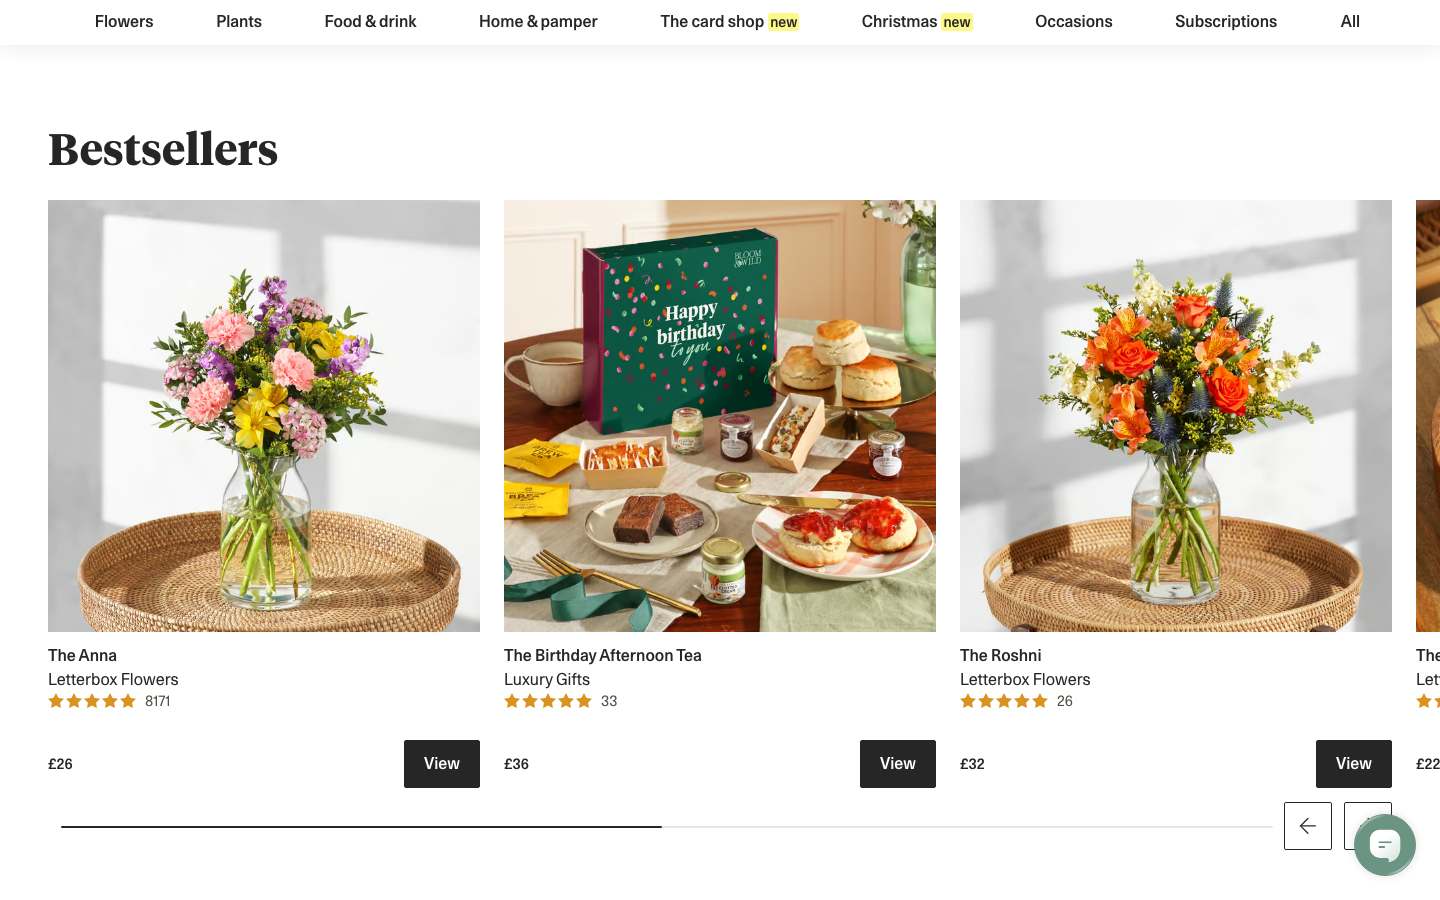 Flowers Plants Food & drink Home & pamper The card shop new Christmas new Occasions Subscriptions All
Bestsellers
BLOOM
&WILD
Happy
birthday
to you
The Anna
Letterbox Flowers
8171
£26
View
The Birthday Afternoon Tea
Luxury Gifts
33
£36
View
The Roshni
Letterbox Flowers
26
£32
View
The
Let
£22